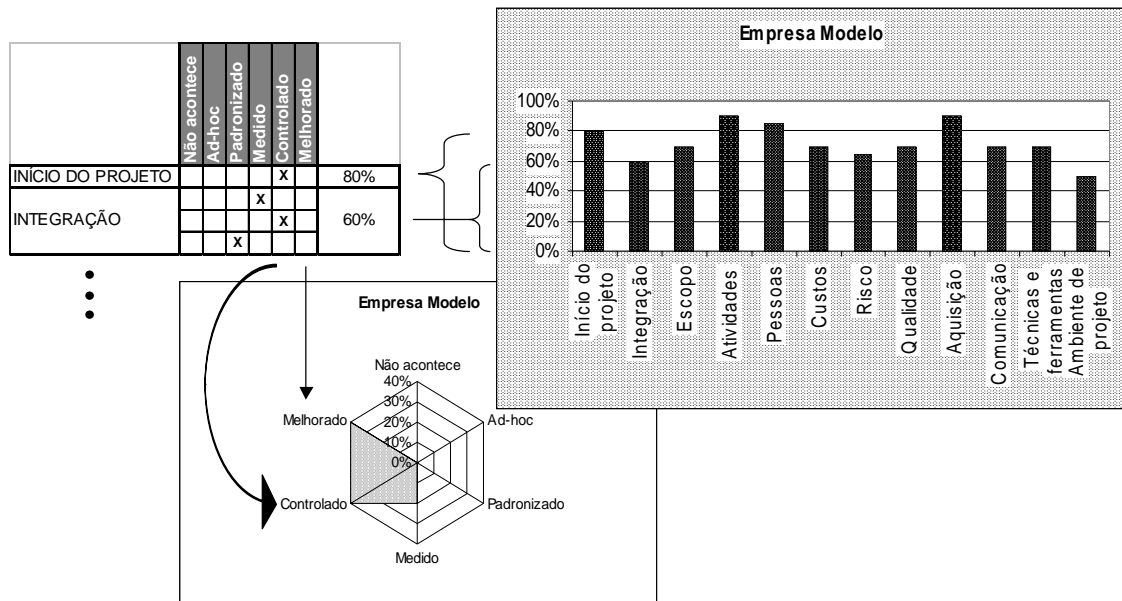 Não acontece
Ad-hoc
Padronizado
Medido
Controlado
Melhorado
INÍCIO DO PROJETO
X
80%
INTEGRAÇÃO
X
X
X
60%
Empresa Modelo
100%
80%
60%
40%
20%
0%
Início do
projeto
Integração
Escopo
Atividades
Pessoas
Custos
Risco
Qualidade
Aquisição
Comunicação
Técnicas e
ferramentas
Ambiente de
projeto
Empresa Modelo
Não acontece
40%
30%
20%
10%
0%
Ad-hoc
Padronizado
Medido
Controlado
Melhorado